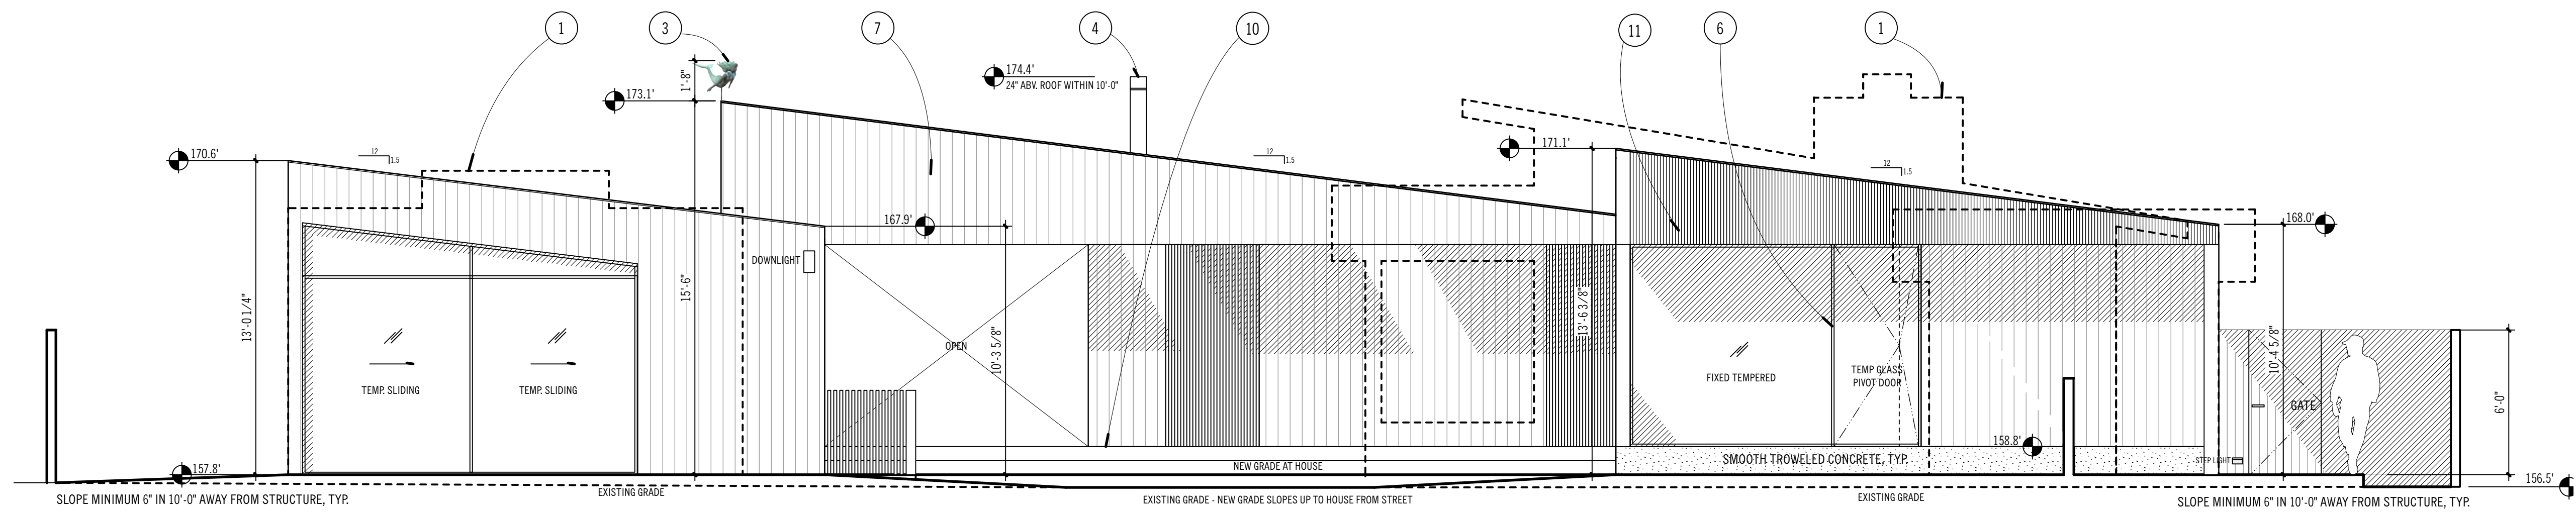 1
3
7
4
10
11
6
1
1'-8"
174.4'
24" ABV. ROOF WITHIN 10'-0"
173.1'
170.6'
12
1.5
12
1.5
171.1'
12
1.5
167.9'
168.0'
DOWNLIGHT
13'-0 1/4"
15'-6"
OPEN
10'-3 5/8"
13'-6 3/8"
10'-4 5/8"
6'-0"
TEMP. SLIDING
TEMP. SLIDING
FIXED TEMPERED
TEMP GLASS
PIVOT DOOR
GATE
158.8'
SMOOTH TROWELED CONCRETE, TYP.
STEP LIGHT
NEW GRADE AT HOUSE
157.8'
156.5'
SLOPE MINIMUM 6" IN 10'-0" AWAY FROM STRUCTURE, TYP.
EXISTING GRADE
EXISTING GRADE - NEW GRADE SLOPES UP TO HOUSE FROM STREET
EXISTING GRADE
SLOPE MINIMUM 6" IN 10'-0" AWAY FROM STRUCTURE, TYP.